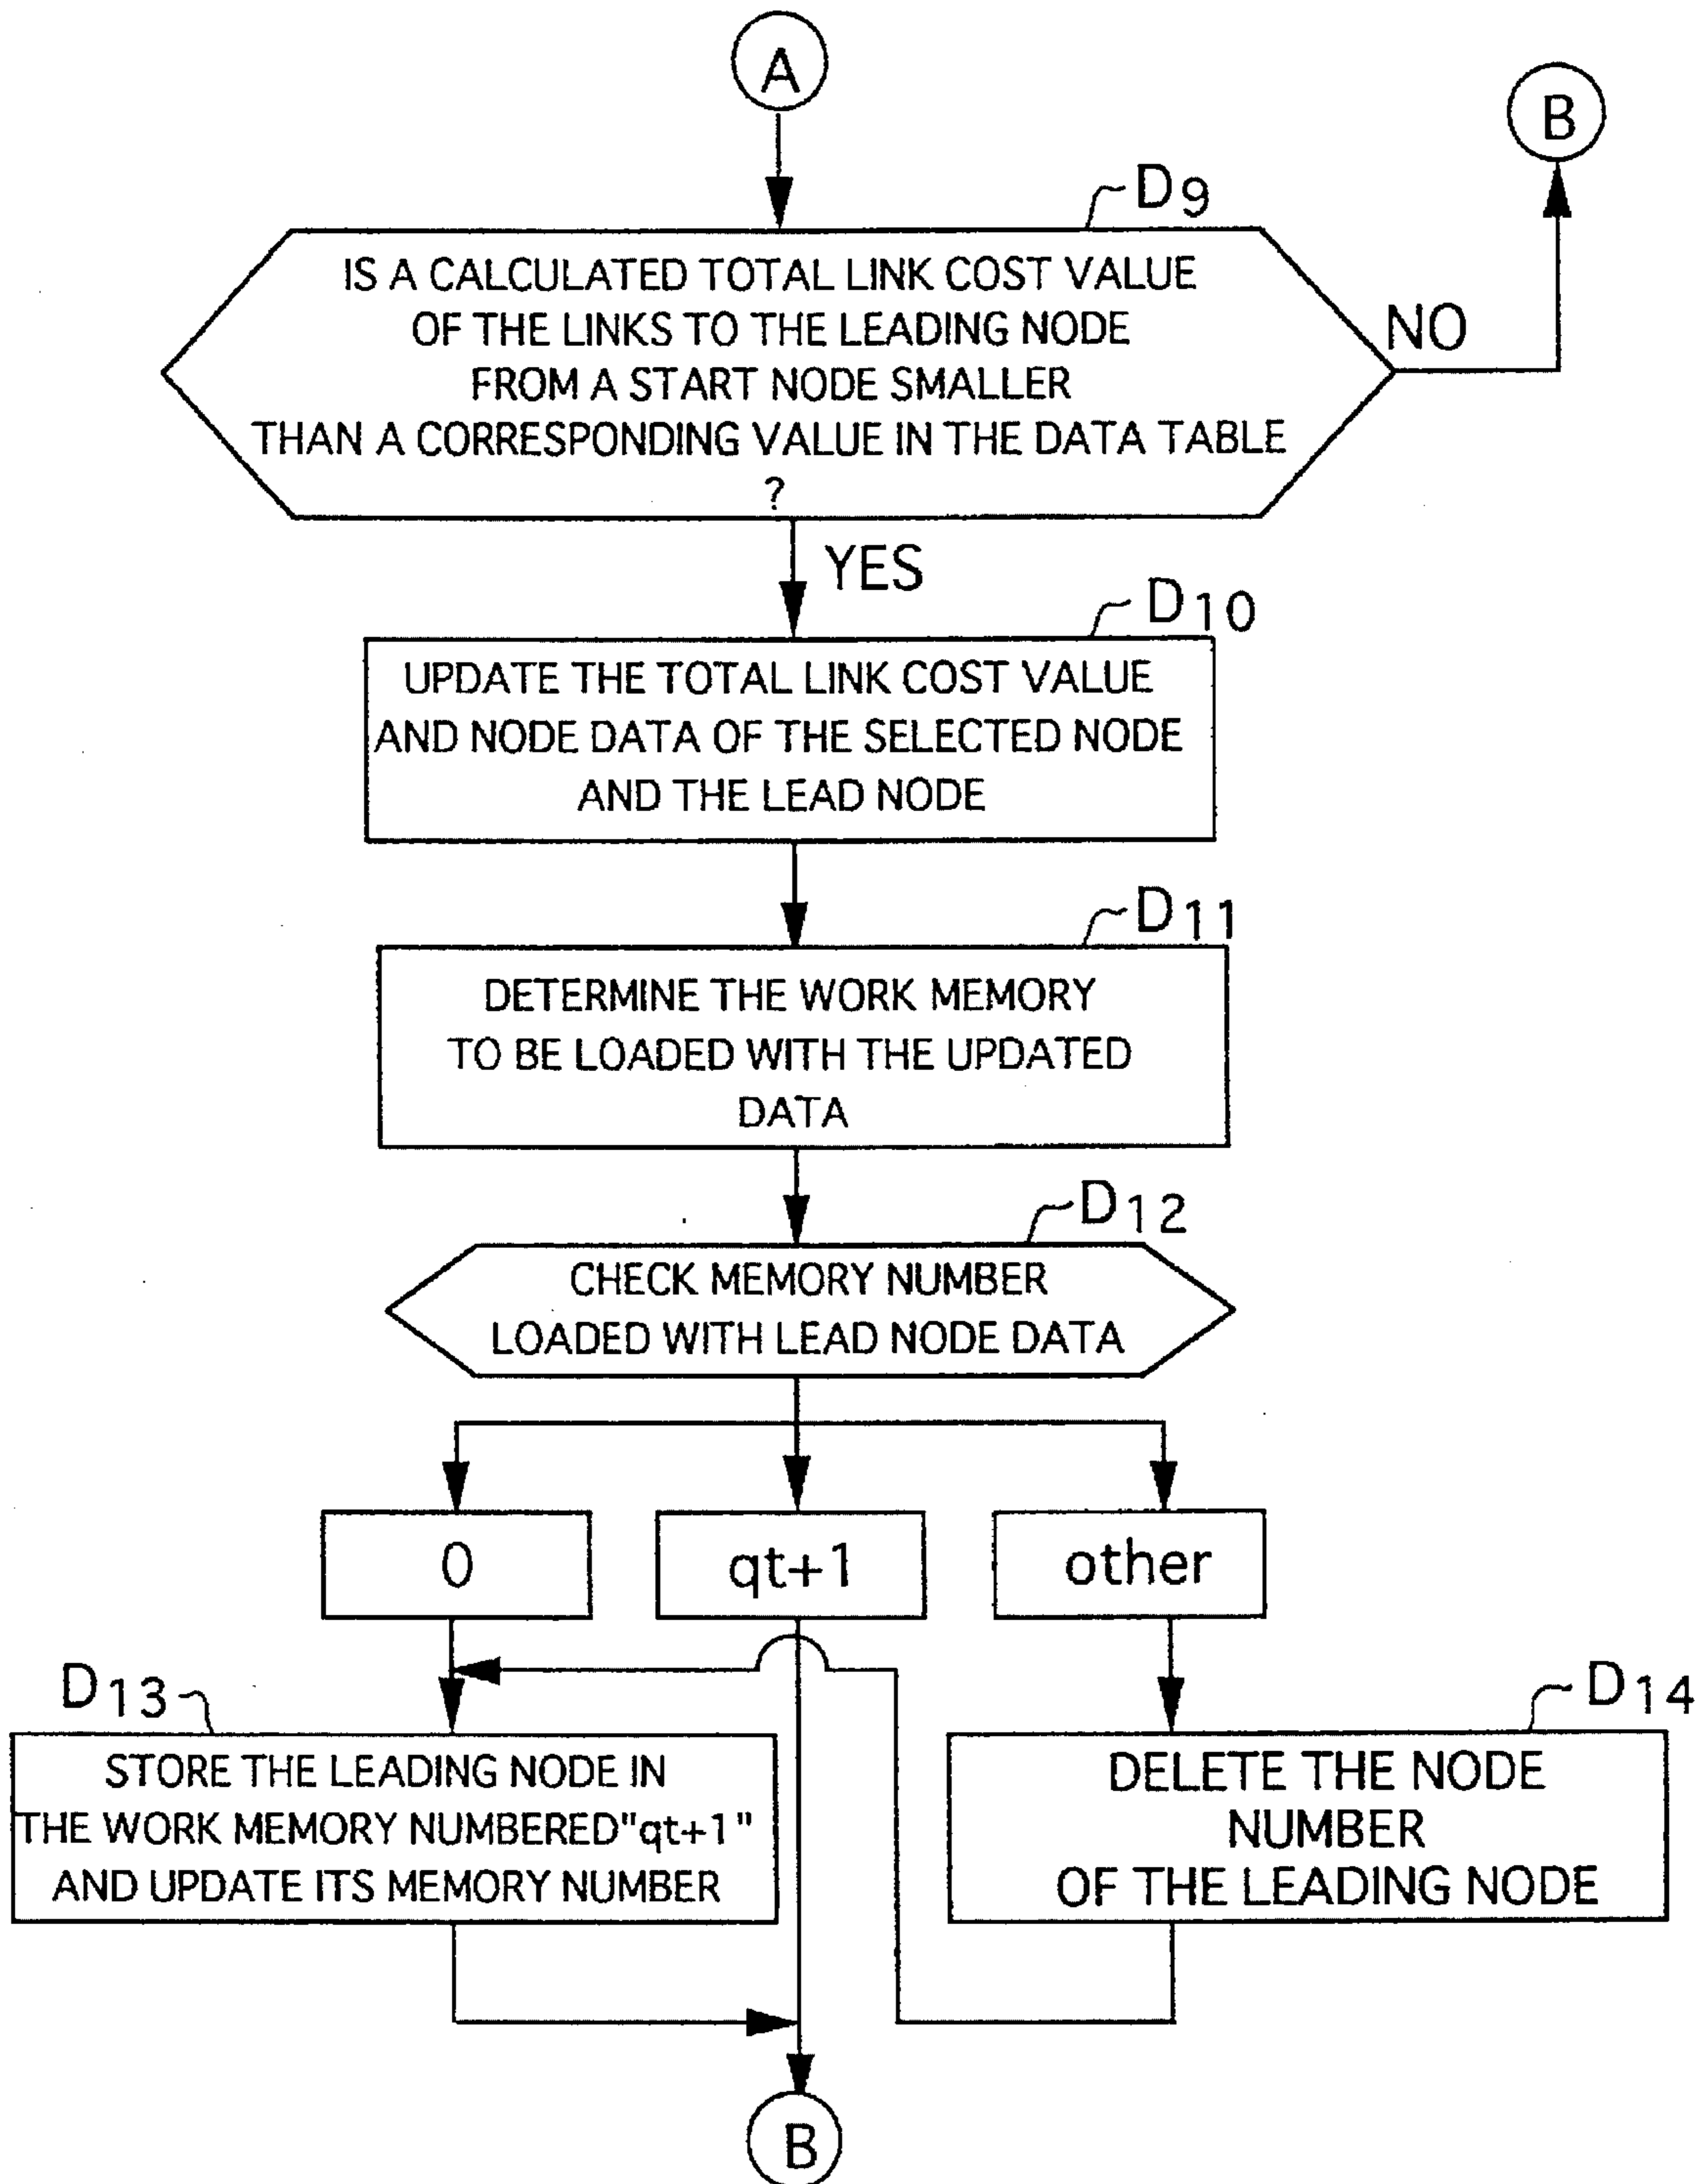 A
B
D9
IS A CALCULATED TOTAL LINK COST VALUE
OF THE LINKS TO THE LEADING NODE
FROM A START NODE SMALLER
THAN A CORRESPONDING VALUE IN THE DATA TABLE
?
NO
YES
D10
UPDATE THE TOTAL LINK COST VALUE
AND NODE DATA OF THE SELECTED NODE
AND THE LEAD NODE
D11
DETERMINE THE WORK MEMORY
TO BE LOADED WITH THE UPDATED
DATA
D12
CHECK MEMORY NUMBER
LOADED WITH LEAD NODE DATA
0
qt+1
other
D13
STORE THE LEADING NODE IN
THE WORK MEMORY NUMBERED"qt+1"
AND UPDATE ITS MEMORY NUMBER
D14
DELETE THE NODE
NUMBER
OF THE LEADING NODE
B